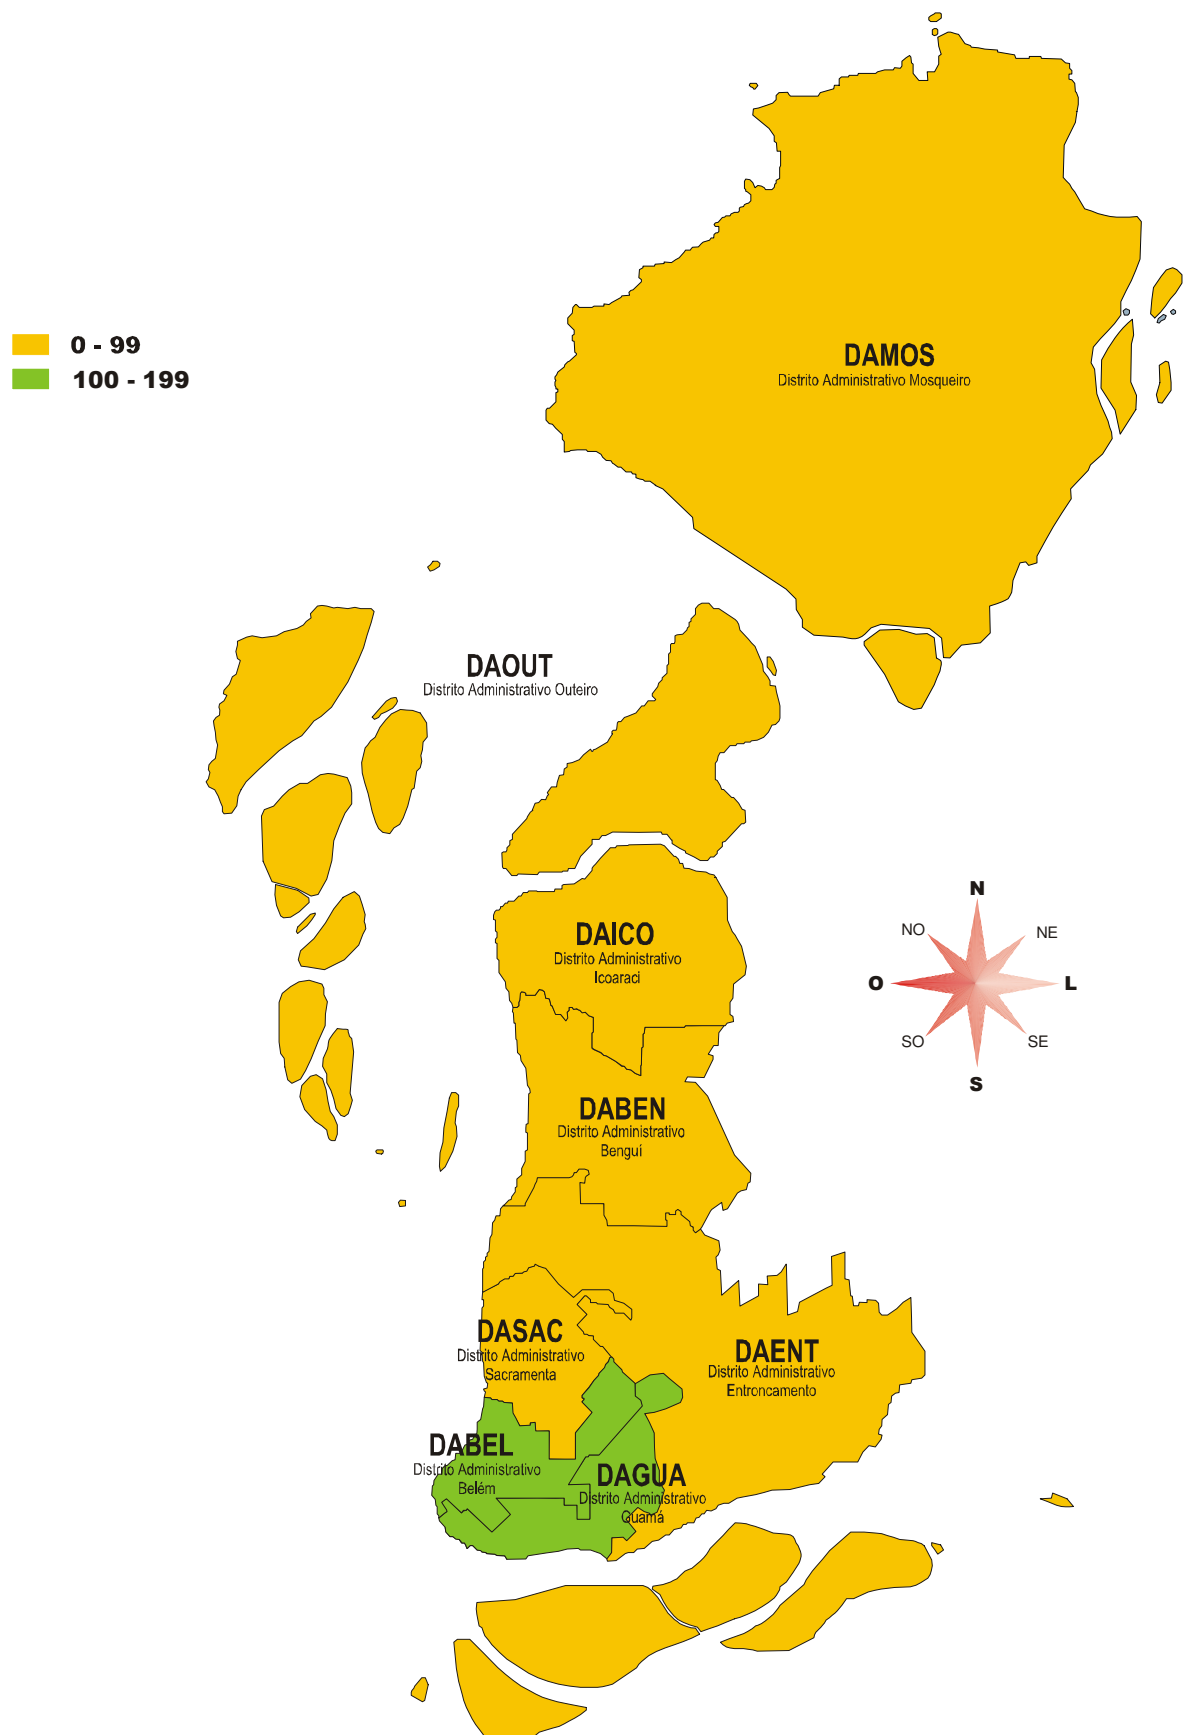 0 - 99
100 - 199
DAMOS
Distrito Administrativo Mosqueiro
DAOUT
Distrito Administrativo Outeiro
DAICO
Distrito Administrativo
Icoaraci
N
NO
NE
O
L
SO
SE
S
DABEN
Distrito Administrativo
Benguí
DASAC
Distrito Administrativo
Sacramenta
DAENT
Distrito Administrativo
Entroncamento
DABEL
Distrito Administrativo
Belém
DAGUA
Distrito Administrativo
Guamá